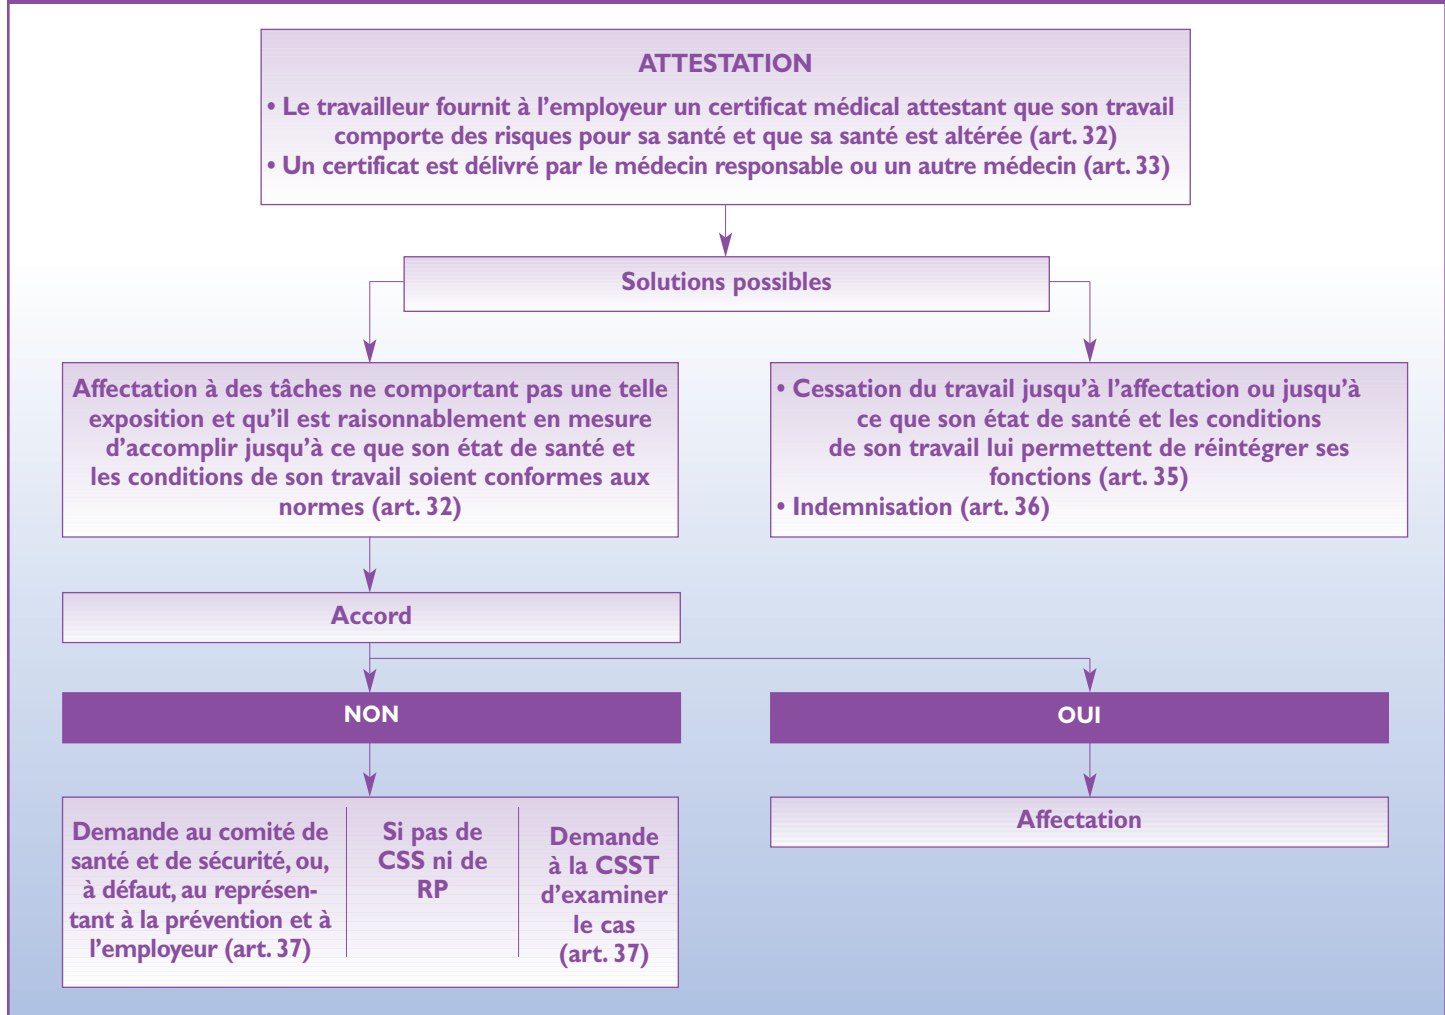 ATTESTATION
• Le travailleur fournit à l’employeur un certificat médical attestant que son travail
comporte des risques pour sa santé et que sa santé est altérée (art. 32)
• Un certificat est délivré par le médecin responsable ou un autre médecin (art. 33)
Solutions possibles
Affectation à des tâches ne comportant pas une telle
exposition et qu’il est raisonnablement en mesure
d’accomplir jusqu’à ce que son état de santé et
les conditions de son travail soient conformes aux
normes (art. 32)
• Cessation du travail jusqu’à l’affectation ou jusqu’à
ce que son état de santé et les conditions
de son travail lui permettent de réintégrer ses
fonctions (art. 35)
• Indemnisation (art. 36)
Accord
NON
OUI
Demande au comité de
santé et de sécurité, ou,
à défaut, au représen-
tant à la prévention et à
l’employeur (art. 37)
Si pas de
CSS ni de
RP
Demande
à la CSST
d’examiner
le cas
(art. 37)
Affectation